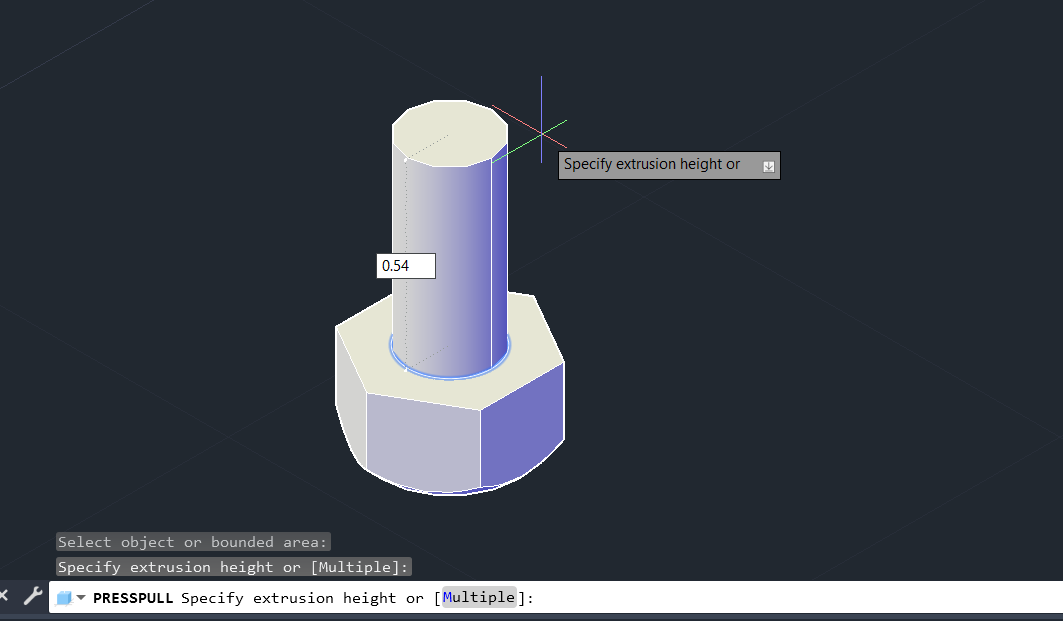 Specify extrusion height or
0.54
Select object or bounded area:
Specify extrusion height or [Multiple]:
PRESSPULL Specify extrusion height or [Multiple]: